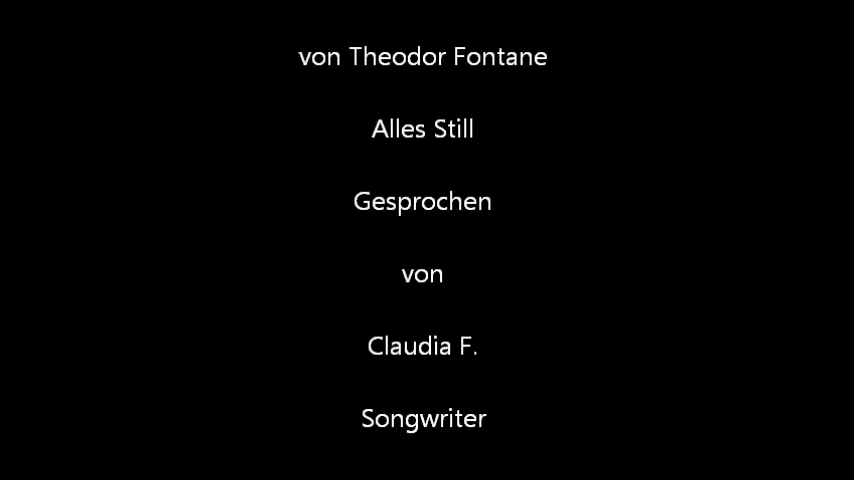 von Theodor Fontane
Alles Still
Gesprochen
von
Claudia F.
Songwriter